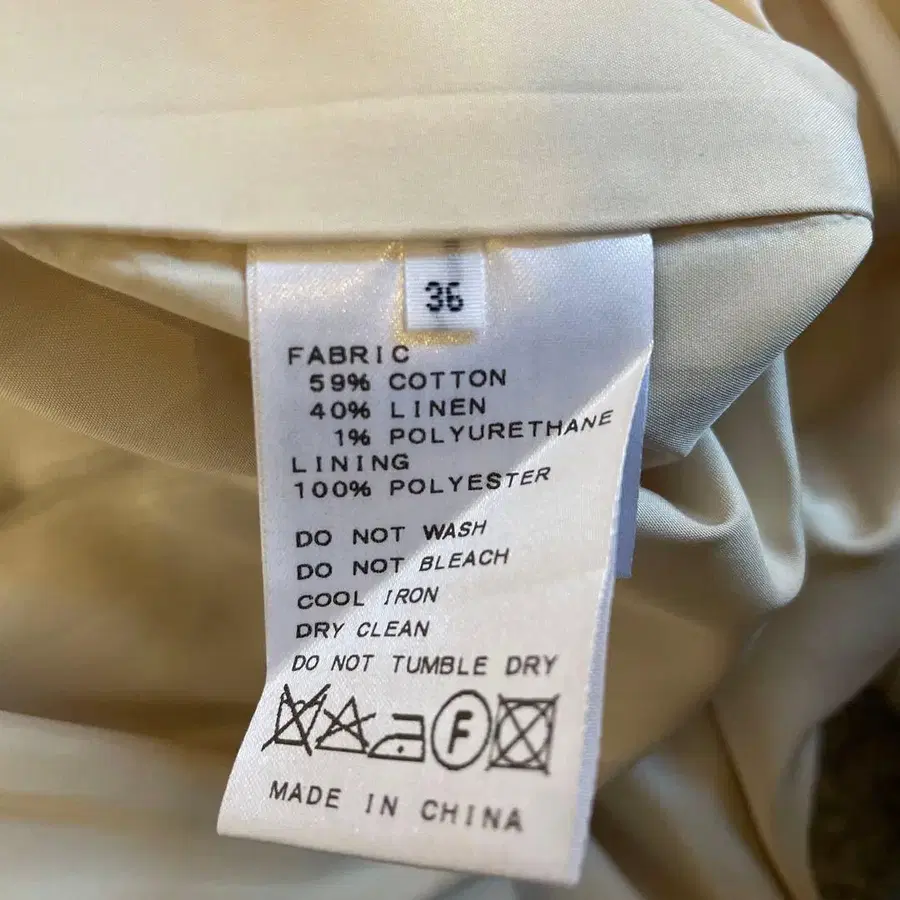 36
FABRIC
59% COTTON
40% LINEN
1% POLYURETHANE
LINING
100% POLYESTER
DO NOT WASH
DO NOT BLEACH
COOL IRON
DRY CLEAN
DO NOT TUMBLE DRY
F
MADE IN CHINA